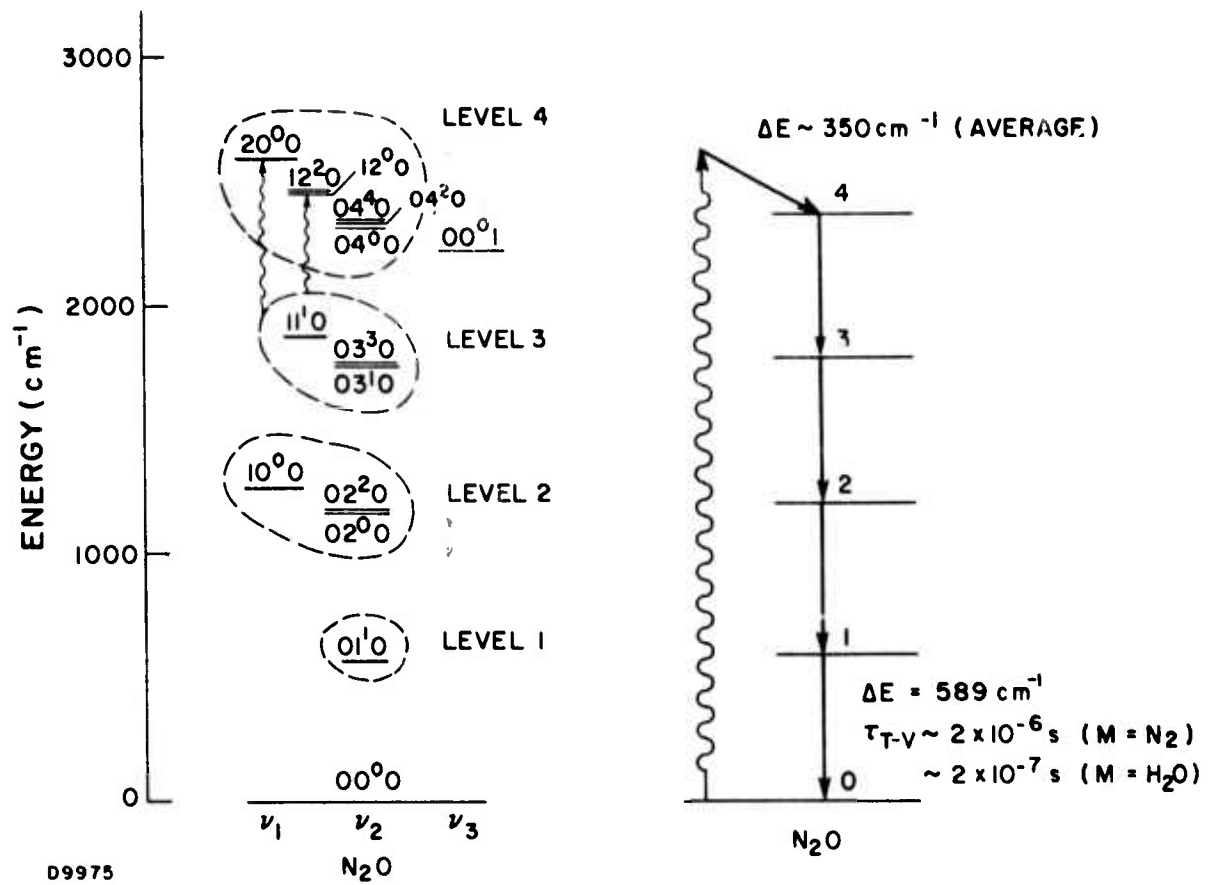 3000
2000
1000
0
ENERGY (cm⁻¹)
LEVEL 4
20⁰0
12²0
12⁰0
04⁴0
04²0
04⁰0
00⁰1
LEVEL 3
11¹0
03³0
03¹0
LEVEL 2
10⁰0
02²0
02⁰0
LEVEL 1
01¹0
00⁰0
ν₁ ν₂ ν₃
N₂O
D9975
ΔE ~ 350 cm⁻¹ (AVERAGE)
4
3
2
1
ΔE = 589 cm⁻¹
τ_T-V ~ 2 x 10⁻⁶ s (M = N₂)
~ 2 x 10⁻⁷ s (M = H₂O)
0
N₂O